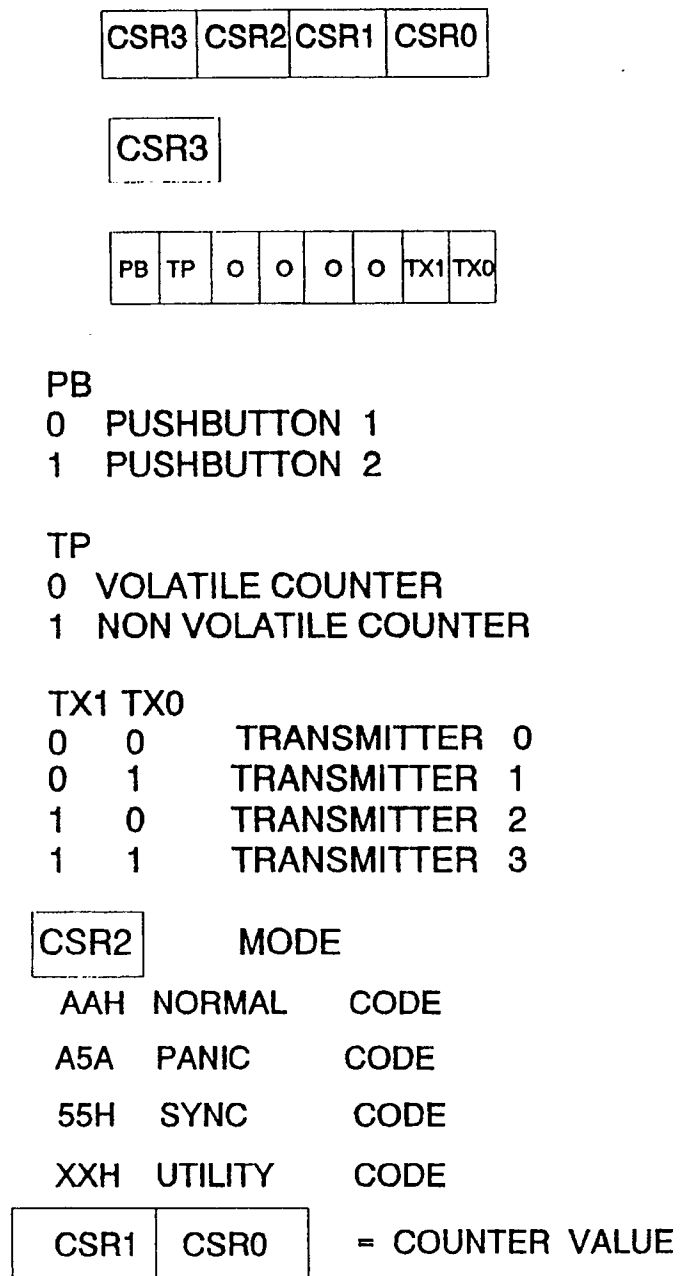 CSR3 CSR2 CSR1 CSR0
CSR3
PB TP O O O O TX1 TX0
PB
0 PUSHBUTTON 1
1 PUSHBUTTON 2
TP
0 VOLATILE COUNTER
1 NON VOLATILE COUNTER
TX1 TX0
0 0 TRANSMITTER 0
0 1 TRANSMITTER 1
1 0 TRANSMITTER 2
1 1 TRANSMITTER 3
CSR2 MODE
AAH NORMAL CODE
A5A PANIC CODE
55H SYNC CODE
XXH UTILITY CODE
CSR1 CSR0 = COUNTER VALUE